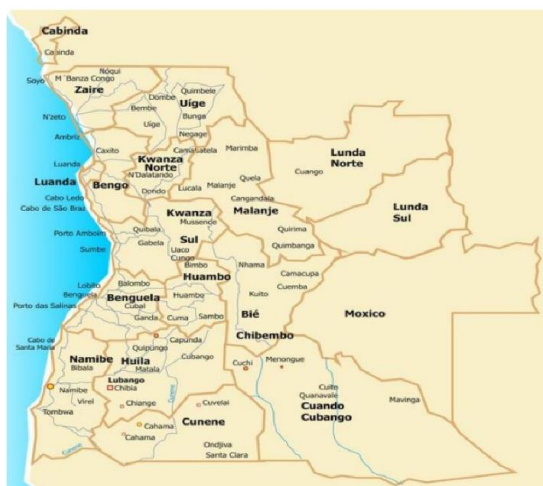 Cabinda
Cabinda
Soyo
Nóqui
M´Banza Congo
Zaire
Quimbele
Dombe
Uíge
Bembe
Bunga
N'zeto
Uíge
Negage
Ambriz
Caxito
Camabatela
Marimba
Lunda
Norte
Kwanza
Norte
Luanda
Quela
Cuango
N'Dalatando
Luanda
Bengo
Lucala
Malanje
Dondo
Cangandala
Cabo Ledo
Cabo de São Braz
Kwanza
Malanje
Lunda
Sul
Mussende
Porto Amboim
Quibala
Sul
Quirima
Sumbe
Gabela
Uaco
Cungo
Quimbanga
Bimbo
Nhama
Huambo
Camacupa
Lobito
Balombo
Cuemba
Benguela
Benguela
Huambo
Kuito
Porto das Salinas
Cubal
Bié
Moxico
Ganda
Cuma
Sambo
Chibembo
Cabo de
Santa Maria
Capunda
Quipungo
Namibe
Huila
Cubango
Bibala
Matala
Cuchi
Menongue
Lubango
Chibia
Namibe
Cunene
Cuito
Quanavale
Virel
Mavinga
Chiange
Cuvelai
Cuando
Cubango
Tombwa
Cahama
Cunene
Cahama
Ondjiva
Cunene
Santa Clara